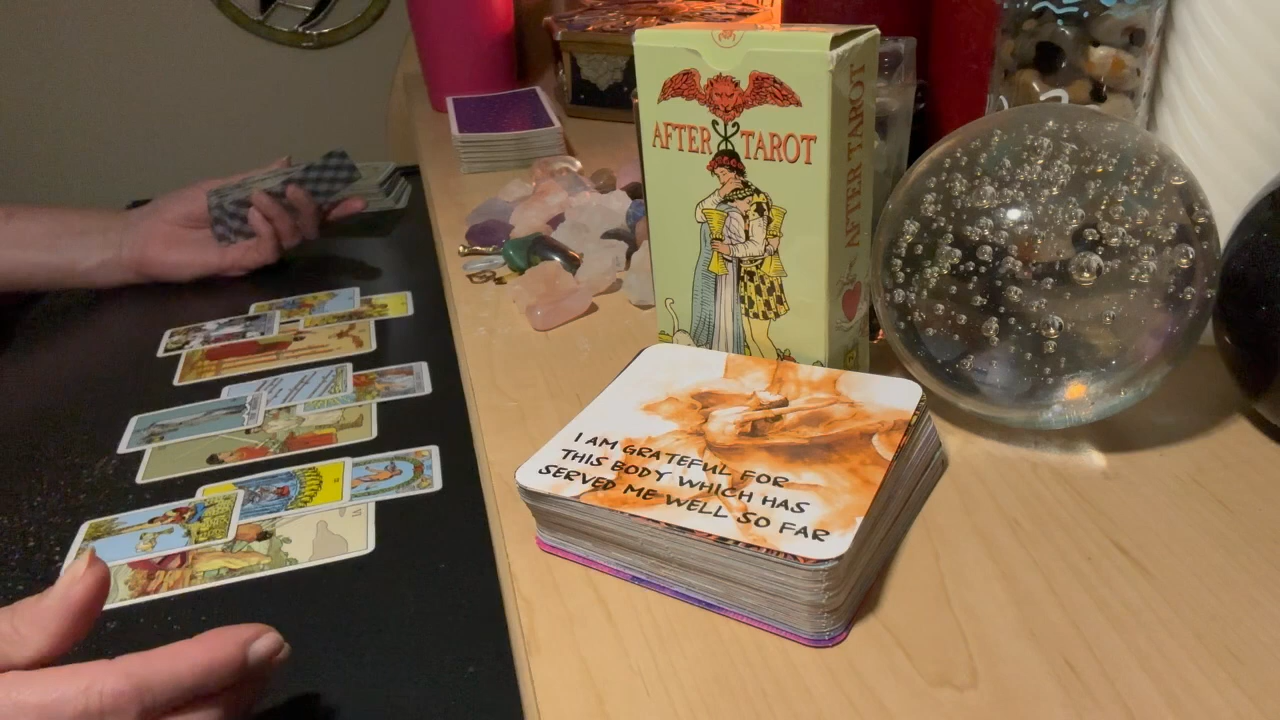 AFTER TAROT
AFTER TAROT
I AM GRATEFUL FOR
THIS BODY WHICH HAS
SERVED ME WELL SO FAR